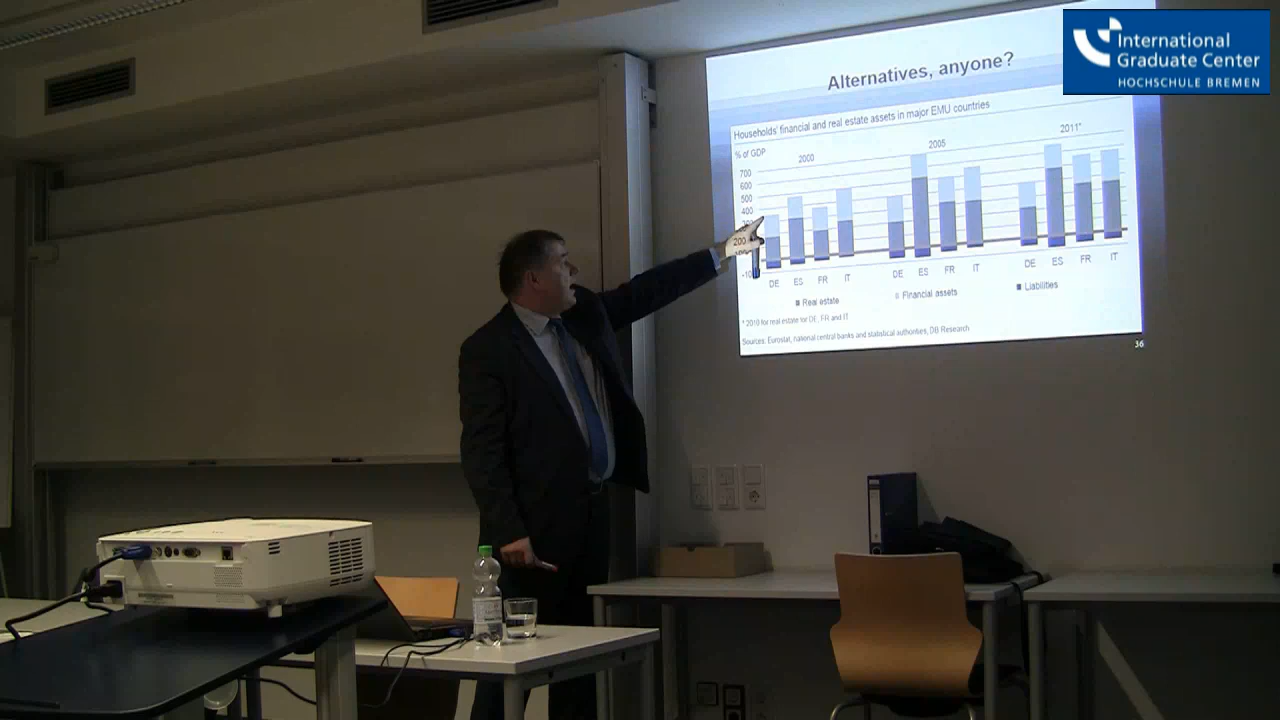 International
Graduate Center
HOCHSCHULE BREMEN
Alternatives, anyone?
Households' financial and real estate assets in major EMU countries
% of GDP
2000
2005
2011*
700
600
500
400
200
DE ES FR IT
DE ES FR IT
DE ES FR IT
Real estate
Financial assets
Liabilities
* 2010 for real estate for DE, FR and IT
Sources: Eurostat, national central banks and statistical authorities, DB Research
36